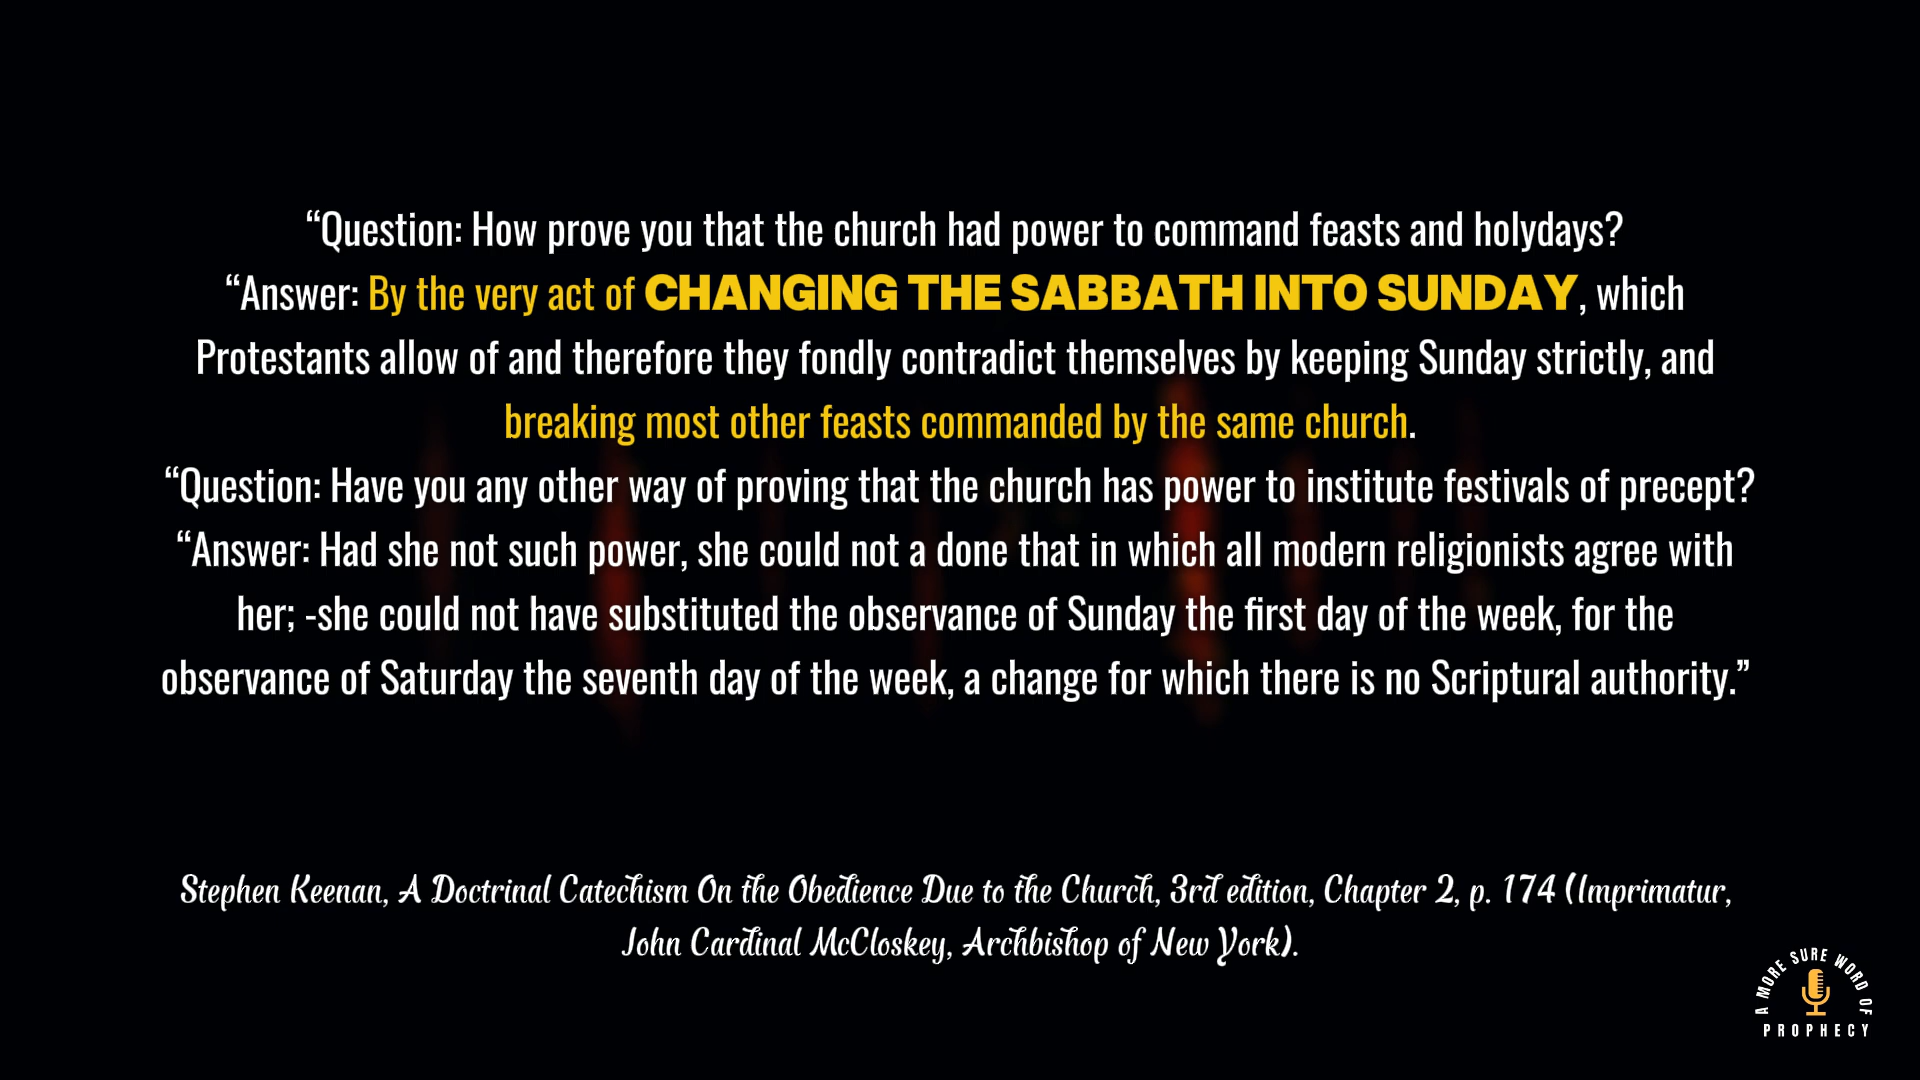 “Question: How prove you that the church had power to command feasts and holydays?
“Answer: By the very act of CHANGING THE SABBATH INTO SUNDAY, which
Protestants allow of and therefore they fondly contradict themselves by keeping Sunday strictly, and
breaking most other feasts commanded by the same church.
“Question: Have you any other way of proving that the church has power to institute festivals of precept?
“Answer: Had she not such power, she could not a done that in which all modern religionists agree with
her; -she could not have substituted the observance of Sunday the first day of the week, for the
observance of Saturday the seventh day of the week, a change for which there is no Scriptural authority.”
Stephen Keenan, A Doctrinal Catechism On the Obedience Due to the Church, 3rd edition, Chapter 2, p. 174 (Imprimatur,
John Cardinal McCloskey, Archbishop of New York).
A MORE SURE WORD OF
PROPHECY